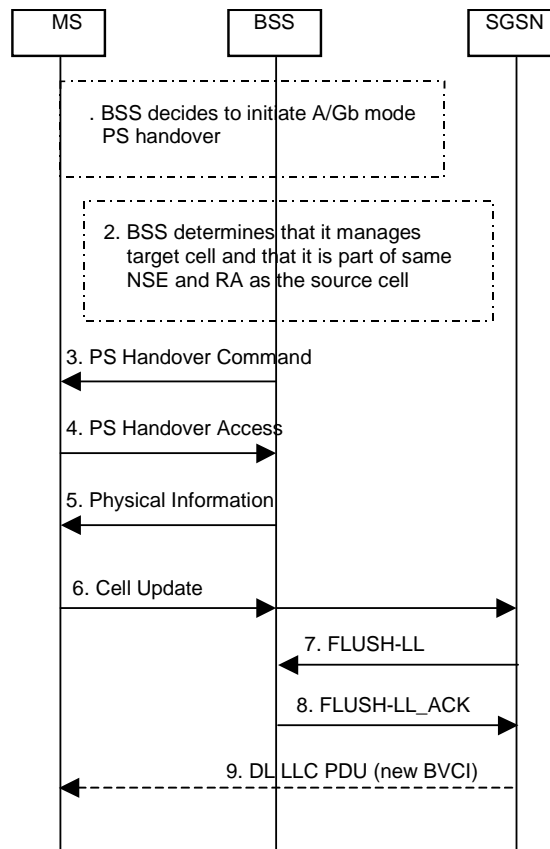 MS BSS SGSN
. BSS decides to initiate A/Gb mode
PS handover
2. BSS determines that it manages
target cell and that it is part of same
NSE and RA as the source cell
3. PS Handover Command
4. PS Handover Access
5. Physical Information
6. Cell Update
7. FLUSH-LL
8. FLUSH-LL_ACK
9. DL LLC PDU (new BVCI)